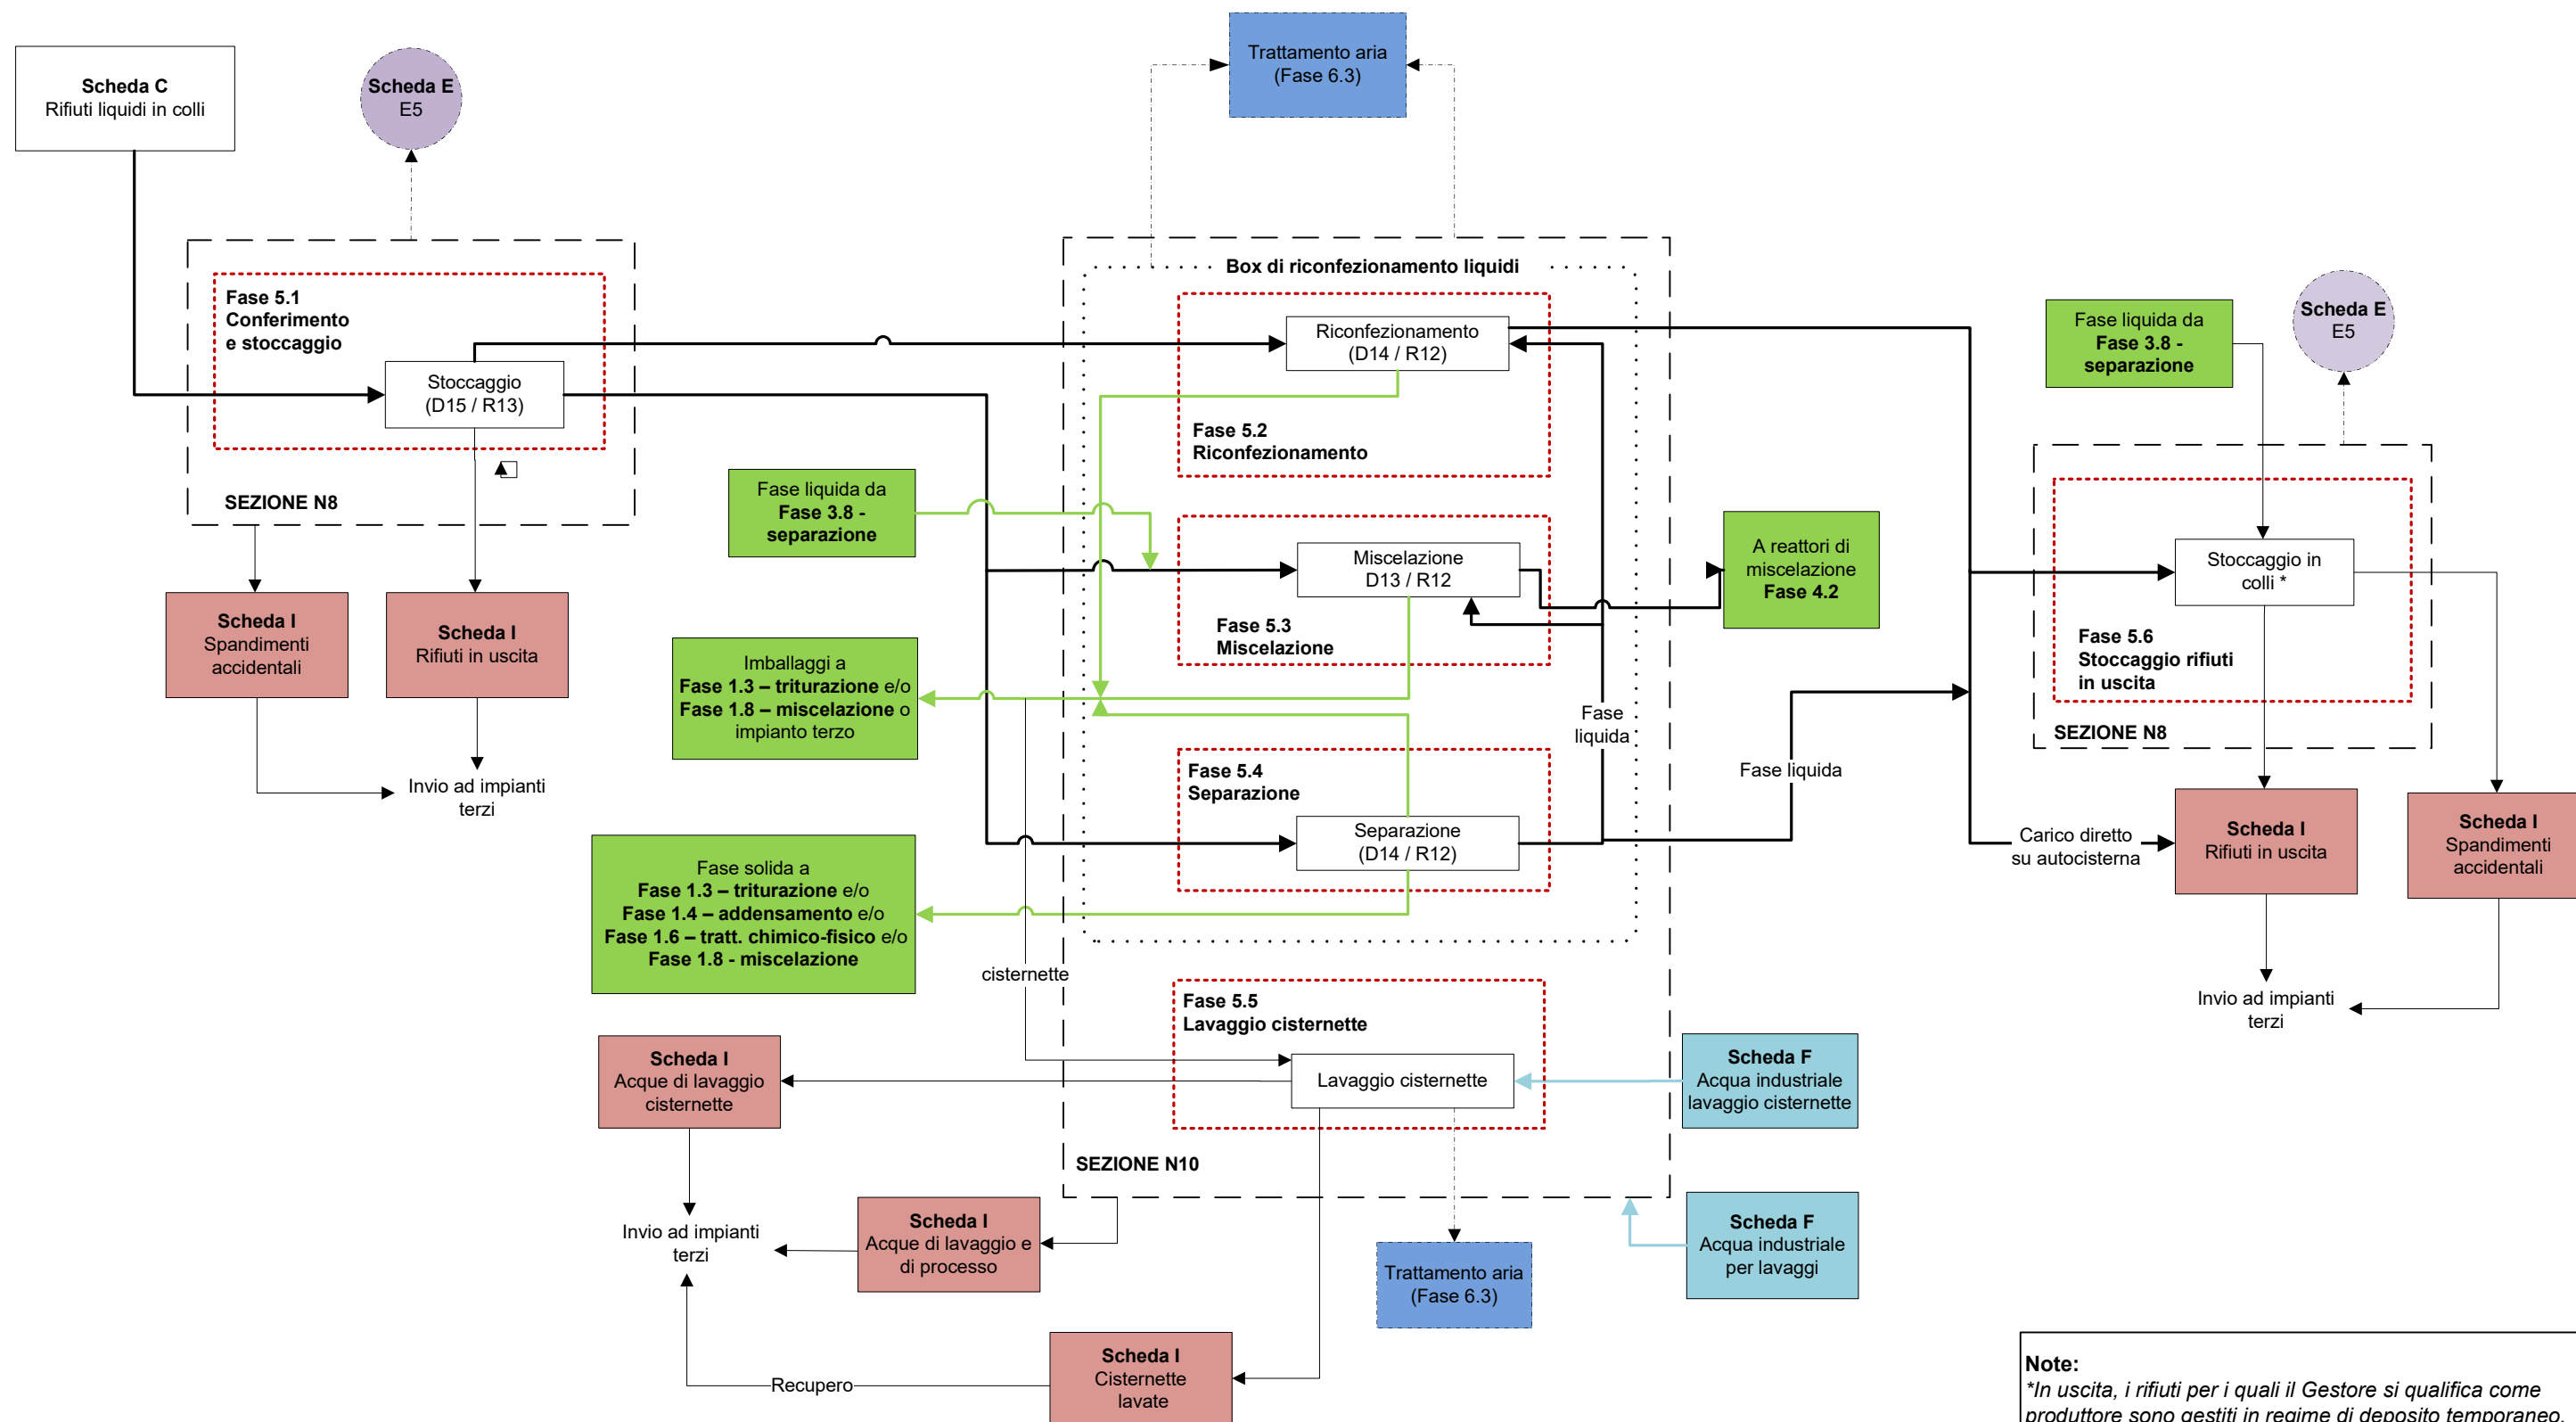 Scheda C
Rifiuti liquidi in colli
Scheda E
E5
Trattamento aria
(Fase 6.3)
Fase 5.1
Conferimento
e stoccaggio
Stoccaggio
(D15 / R13)
SEZIONE N8
Scheda I
Spandimenti
accidentali
Scheda I
Rifiuti in uscita
Invio ad impianti
terzi
Box di riconfezionamento liquidi
Riconfezionamento
(D14 / R12)
Fase 5.2
Riconfezionamento
Fase liquida da
Fase 3.8 -
separazione
Miscelazione
D13 / R12
Fase 5.3
Miscelazione
A reattori di
miscelazione
Fase 4.2
Imballaggi a
Fase 1.3 – triturazione e/o
Fase 1.8 – miscelazione o
impianto terzo
Fase
liquida
Fase 5.4
Separazione
Separazione
(D14 / R12)
Fase liquida
Fase solida a
Fase 1.3 – triturazione e/o
Fase 1.4 – addensamento e/o
Fase 1.6 – tratt. chimico-fisico e/o
Fase 1.8 - miscelazione
cisternette
Fase 5.5
Lavaggio cisternette
Lavaggio cisternette
Scheda I
Acque di lavaggio
cisternette
Scheda F
Acqua industriale
lavaggio cisternette
SEZIONE N10
Invio ad impianti
terzi
Scheda I
Acque di lavaggio e
di processo
Scheda F
Acqua industriale
per lavaggi
Trattamento aria
(Fase 6.3)
Scheda I
Cisternette
lavate
Recupero
Fase liquida da
Fase 3.8 -
separazione
Scheda E
E5
Stoccaggio in
colli *
Fase 5.6
Stoccaggio rifiuti
in uscita
SEZIONE N8
Carico diretto
su autocisterna
Scheda I
Rifiuti in uscita
Scheda I
Spandimenti
accidentali
Invio ad impianti
terzi
Note:
*In uscita, i rifiuti per i quali il Gestore si qualifica come
produttore sono gestiti in regime di deposito temporaneo.